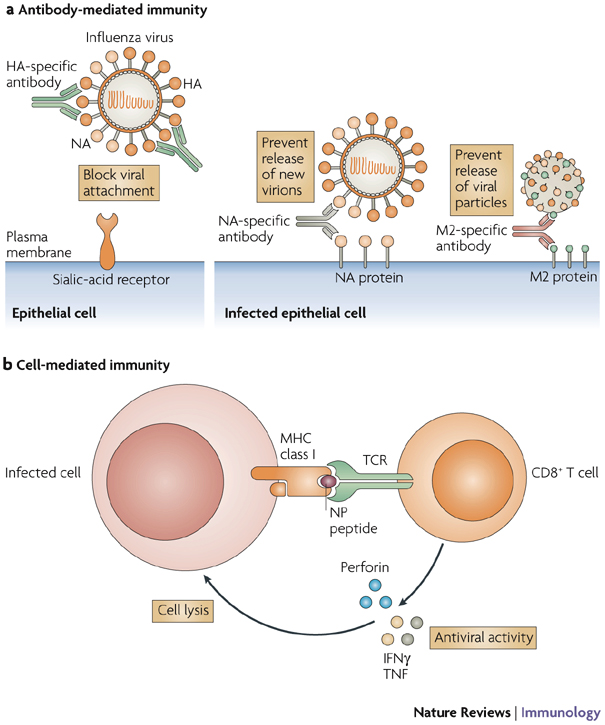 a Antibody-mediated immunity
Influenza virus
HA-specific
antibody
HA
NA
Block viral
attachment
Plasma
membrane
Sialic-acid receptor
Epithelial cell
Prevent
release
of new
virions
NA-specific
antibody
NA protein
Prevent
release
of viral
particles
M2-specific
antibody
M2 protein
Infected epithelial cell
b Cell-mediated immunity
Infected cell
MHC
class I
TCR
NP
peptide
CD8⁺ T cell
Perforin
Cell lysis
IFNγ
TNF
Antiviral activity
Nature Reviews | Immunology